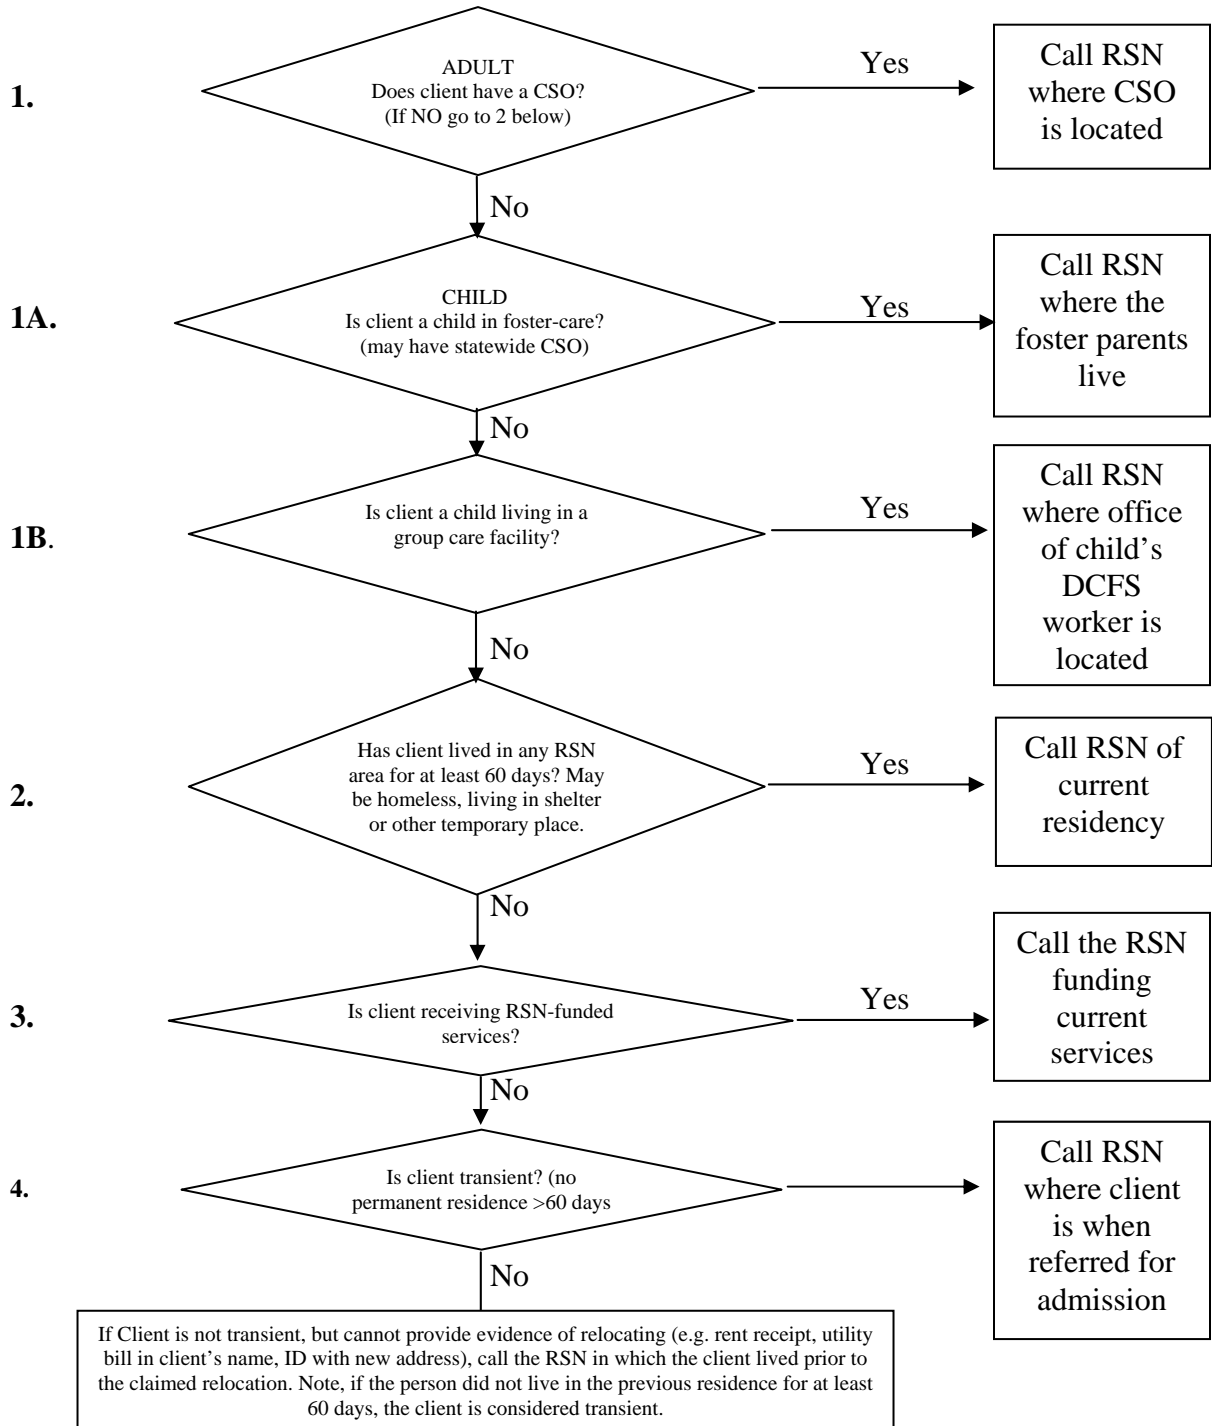 1.
ADULT
Does client have a CSO?
(If NO go to 2 below)
Yes
Call RSN
where CSO
is located
No
1A.
CHILD
Is client a child in foster-care?
(may have statewide CSO)
Yes
Call RSN
where the
foster parents
live
No
1B.
Is client a child living in a
group care facility?
Yes
Call RSN
where office
of child’s
DCFS
worker is
located
No
2.
Has client lived in any RSN
area for at least 60 days? May
be homeless, living in shelter
or other temporary place.
Yes
Call RSN of
current
residency
No
3.
Is client receiving RSN-funded
services?
Yes
Call the RSN
funding
current
services
No
4.
Is client transient? (no
permanent residence >60 days
Call RSN
where client
is when
referred for
admission
No
If Client is not transient, but cannot provide evidence of relocating (e.g. rent receipt, utility
bill in client’s name, ID with new address), call the RSN in which the client lived prior to
the claimed relocation. Note, if the person did not live in the previous residence for at least
60 days, the client is considered transient.